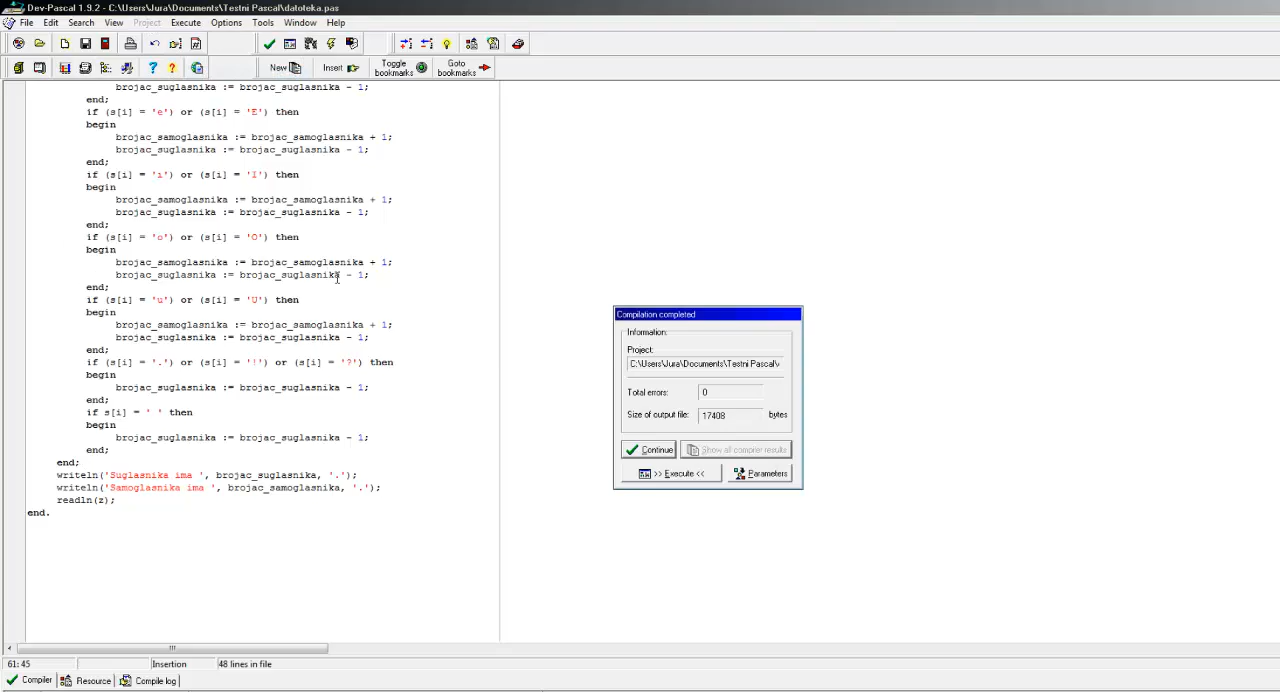 Dev-Pascal 1.9.2 - C:\Users\Jura\Documents\Testni Pascal\datoteka.pas
File Edit Search View Project Execute Options Tools Window Help
New Insert Toggle bookmarks Goto bookmarks
brojac_suglasnika := brojac_suglasnika - 1;
end;
if (s[i] = 'e') or (s[i] = 'E') then
begin
brojac_samoglasnika := brojac_samoglasnika + 1;
brojac_suglasnika := brojac_suglasnika - 1;
end;
if (s[i] = 'i') or (s[i] = 'I') then
begin
brojac_samoglasnika := brojac_samoglasnika + 1;
brojac_suglasnika := brojac_suglasnika - 1;
end;
if (s[i] = 'o') or (s[i] = 'O') then
begin
brojac_samoglasnika := brojac_samoglasnika + 1;
brojac_suglasnika := brojac_suglasnika - 1;
end;
if (s[i] = 'u') or (s[i] = 'U') then
begin
brojac_samoglasnika := brojac_samoglasnika + 1;
brojac_suglasnika := brojac_suglasnika - 1;
end;
if (s[i] = '.') or (s[i] = '!') or (s[i] = '?') then
begin
brojac_suglasnika := brojac_suglasnika - 1;
end;
if s[i] = ' ' then
begin
brojac_suglasnika := brojac_suglasnika - 1;
end;
end;
writeln('Suglasnika ima ', brojac_suglasnika, '.');
writeln('Samoglasnika ima ', brojac_samoglasnika, '.');
readln(z);
end.
Compilation completed
Information:
Project:
C:\Users\Jura\Documents\Testni Pascal\
Total errors: 0
Size of output file: 17408 bytes
Continue Show all compiler results
>> Execute << Parameters
61: 45 Insertion 48 lines in file
Compiler Resource Compile log